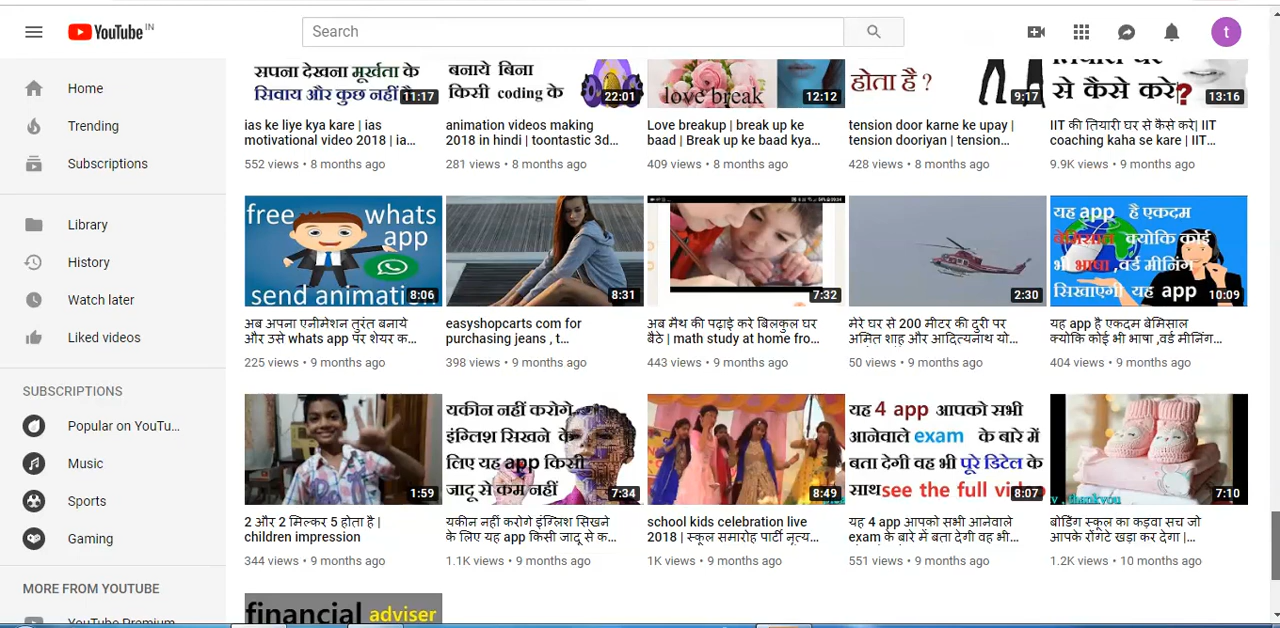 YouTube IN
Search
t
Home
Trending
Subscriptions
Library
History
Watch later
Liked videos
SUBSCRIPTIONS
Popular on YouTu...
Music
Sports
Gaming
MORE FROM YOUTUBE
YouTube Premium
सपना देखना मूर्खता के
सिवाय और कुछ नहीं
11:17
ias ke liye kya kare | ias
motivational video 2018 | ia...
552 views • 8 months ago
बनाये बिना
किसी coding के
22:01
animation videos making
2018 in hindi | toontastic 3d...
281 views • 8 months ago
love break
12:12
Love breakup | break up ke
baad | Break up ke baad kya...
409 views • 8 months ago
होता है ?
9:17
tension door karne ke upay |
tension dooriyan | tension...
428 views • 8 months ago
से कैसे करे?
13:16
IIT की तियारी घर से कैसे करे| IIT
coaching kaha se kare | IIT...
9.9K views • 9 months ago
free whats
app
send animati
8:06
अब अपना एनीमेशन तुरंत बनाये
और उसे whats app पर शेयर क...
225 views • 9 months ago
8:31
easyshopcarts com for
purchasing jeans , t...
398 views • 9 months ago
7:32
अब मैथ की पढ़ाई करे बिलकुल घर
बैठे | math study at home fro...
443 views • 9 months ago
2:30
मेरे घर से 200 मीटर की दुरी पर
अमित शाह और आदित्यनाथ यो...
50 views • 9 months ago
यह app है एकदम
बेमिसाल क्योकि कोई
भी भाषा ,वर्ड मीनिंग
सिखाएगी यह app
10:09
यह app है एकदम बेमिसाल
क्योकि कोई भी भाषा,वर्ड मीनिंग...
404 views • 9 months ago
1:59
2 और 2 मिल्कर 5 होता है |
children impression
344 views • 9 months ago
यकीन नहीं करोगे
इंग्लिश सिखने के
लिए यह app किसी
जादू से कम नहीं
7:34
यकीन नहीं करोगे इंग्लिश सिखने
के लिए यह app किसी जादू से क...
1.1K views • 9 months ago
8:49
school kids celebration live
2018 | स्कूल समारोह पार्टी नृत्य...
1K views • 9 months ago
यह 4 app आपको सभी
आनेवाले exam के बारे में
बता देगी वह भी पूरे डिटेल के
साथ see the full video
8:07
यह 4 app आपको सभी आनेवाले
exam के बारे में बता देगी वह भी...
551 views • 9 months ago
, thankyou
7:10
बोर्डिंग स्कूल का कड़वा सच जो
आपके रोंगटे खड़ा कर देगा |...
1.2K views • 10 months ago
financial adviser